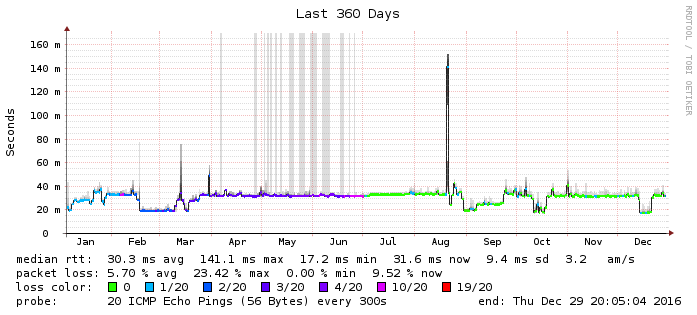 Last 360 Days
RRDTOOL / TOBI OETIKER
Seconds
160 m
140 m
120 m
100 m
80 m
60 m
40 m
20 m
0
Jan Feb Mar Apr May Jun Jul Aug Sep Oct Nov Dec
median rtt: 30.3 ms avg 141.1 ms max 17.2 ms min 31.6 ms now 9.4 ms sd 3.2 am/s
packet loss: 5.70 % avg 23.42 % max 0.00 % min 9.52 % now
loss color: 0 1/20 2/20 3/20 4/20 10/20 19/20
probe: 20 ICMP Echo Pings (56 Bytes) every 300s end: Thu Dec 29 20:05:04 2016